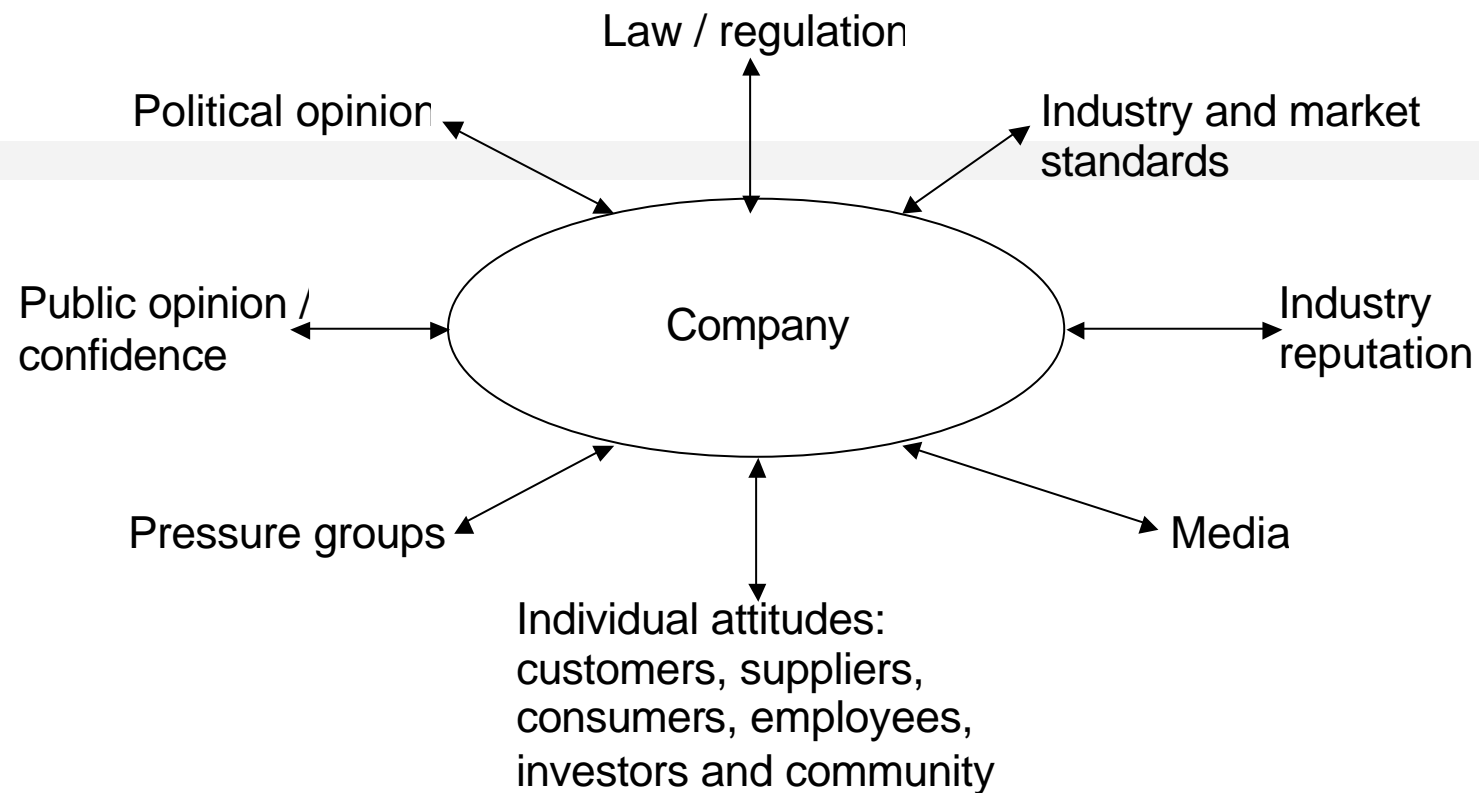 Law / regulation
Political opinion
Industry and market
standards
Public opinion /
confidence
Company
Industry
reputation
Pressure groups
Media
Individual attitudes:
customers, suppliers,
consumers, employees,
investors and community